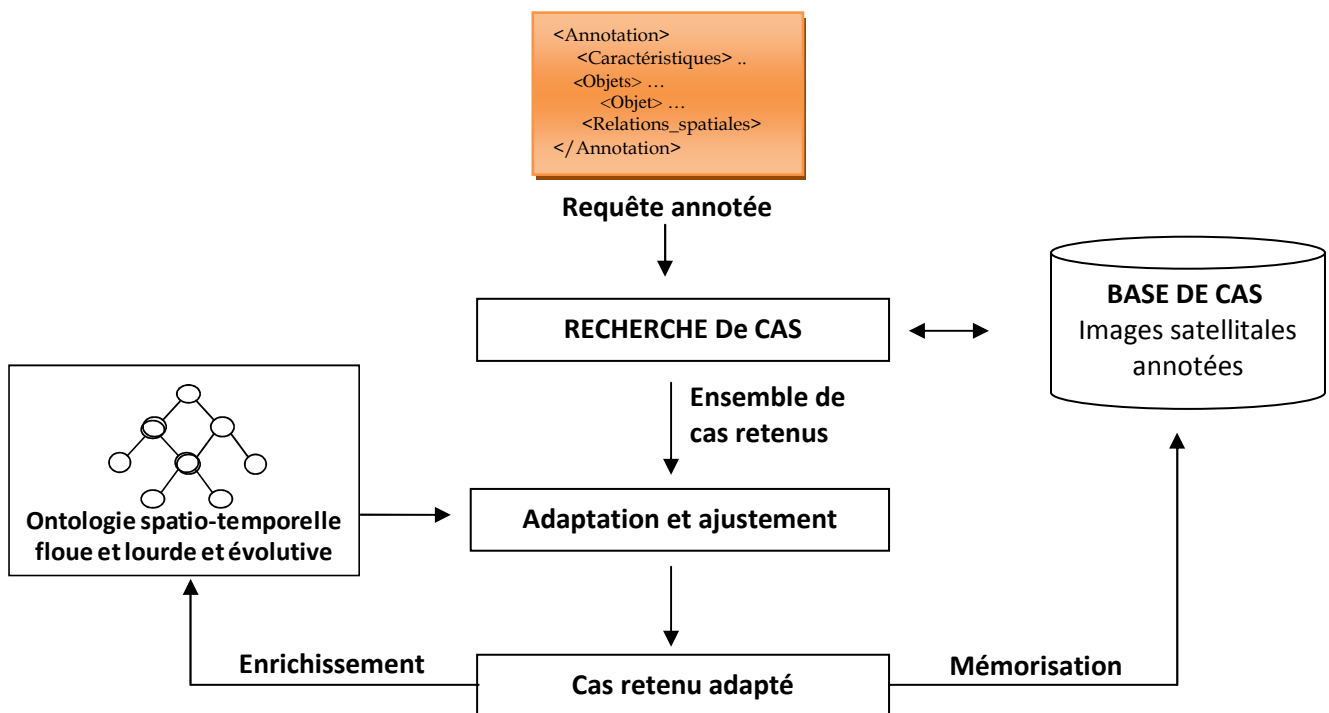 <Annotation>
<Caractéristiques> ..
<Objets> …
<Objet> …
<Relations_spatiales>
</Annotation>
Requête annotée
RECHERCHE De CAS
BASE DE CAS
Images satellitales
annotées
Ensemble de
cas retenus
Ontologie spatio-temporelle
floue et lourde et évolutive
Adaptation et ajustement
Enrichissement
Cas retenu adapté
Mémorisation